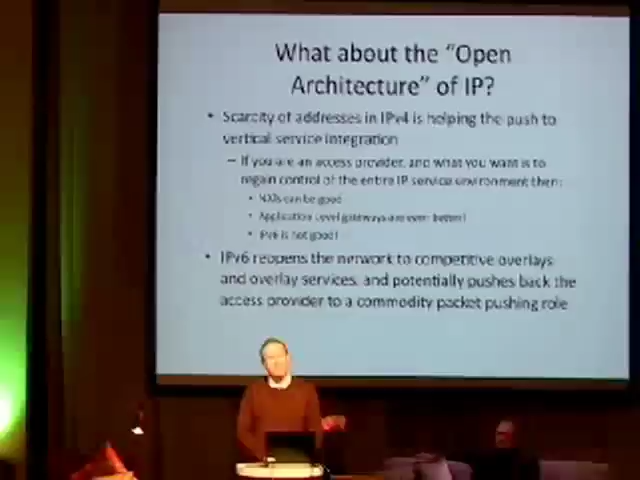 What about the "Open
Architecture" of IP?
• Scarcity of addresses in IPv4 is helping the push to
vertical service integration
– If you are an access provider, and what you want is to
regain control of the entire IP service environment then:
• NATs can be good
• Application Level gateways are even better!
• IPv6 is not good!
• IPv6 reopens the network to competitive overlays
and overlay services, and potentially pushes back the
access provider to a commodity packet pushing role